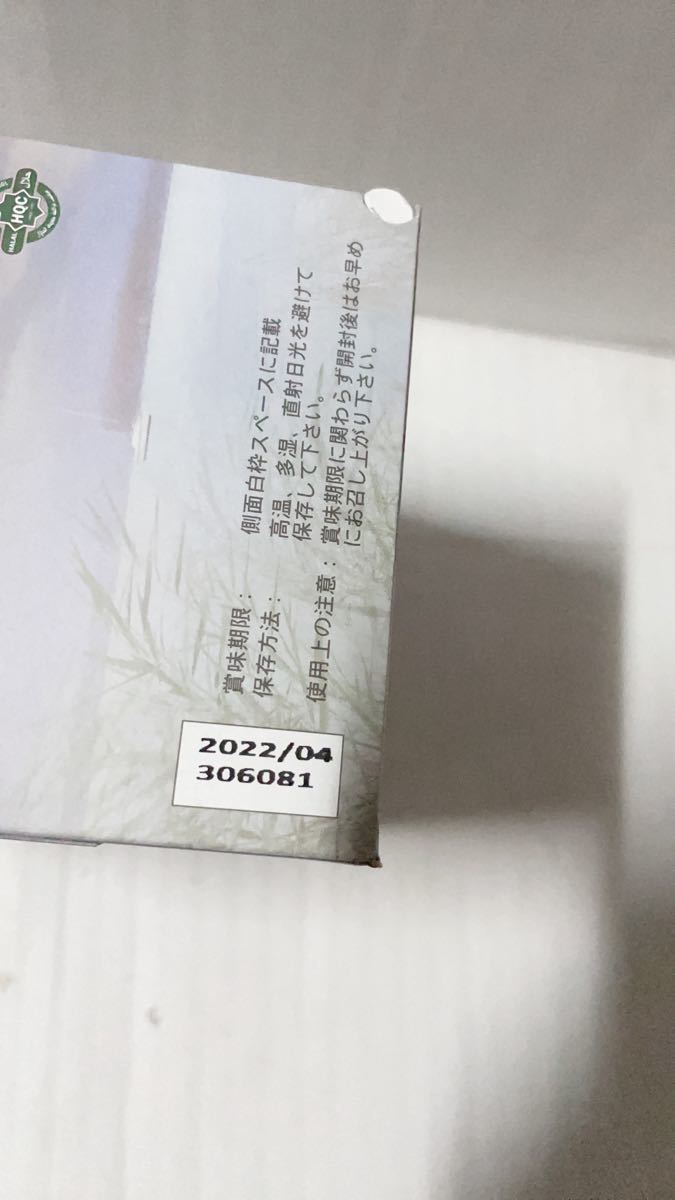 HQC
HALAL
賞味期限： 側面白枠スペースに記載
保存方法： 高温、多湿、直射日光を避けて
保存して下さい。
使用上の注意： 賞味期限に関わらず開封後はお早め
にお召し上がり下さい。
2022/04
306081